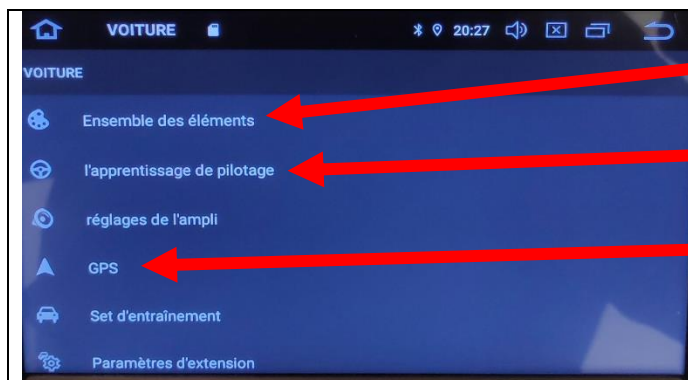 VOITURE
20:27
VOITURE
Ensemble des éléments
l'apprentissage de pilotage
réglages de l'ampli
GPS
Set d'entraînement
Paramètres d'extension